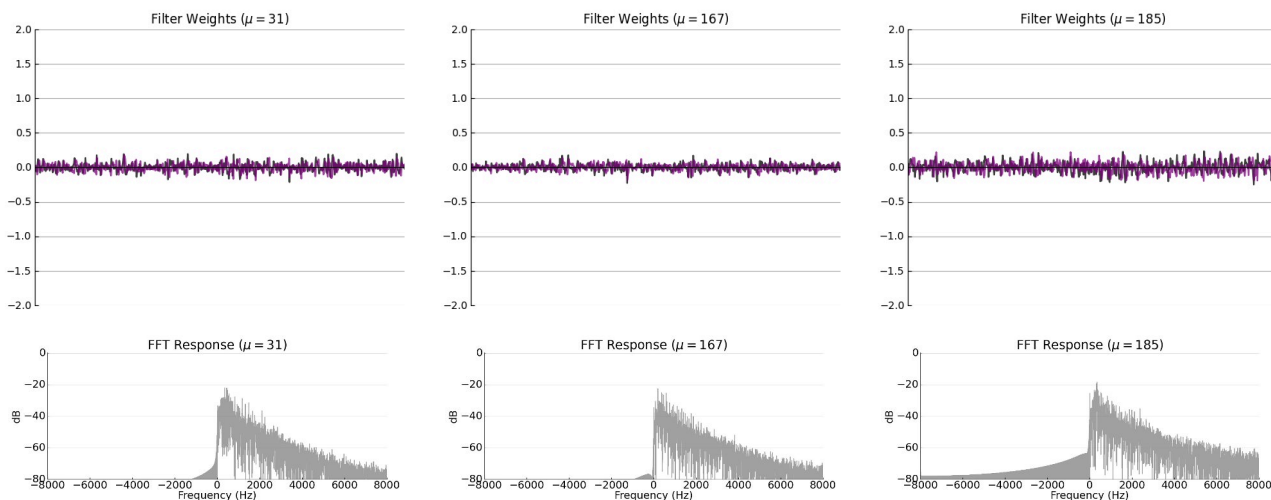 Filter Weights (μ = 31)
2.0
1.5
1.0
0.5
0.0
−0.5
−1.0
−1.5
−2.0
Filter Weights (μ = 167)
2.0
1.5
1.0
0.5
0.0
−0.5
−1.0
−1.5
−2.0
Filter Weights (μ = 185)
2.0
1.5
1.0
0.5
0.0
−0.5
−1.0
−1.5
−2.0
FFT Response (μ = 31)
0
−20
−40
−60
−80
dB
−8000 −6000 −4000 −2000 0 2000 4000 6000 8000
Frequency (Hz)
FFT Response (μ = 167)
0
−20
−40
−60
−80
dB
−8000 −6000 −4000 −2000 0 2000 4000 6000 8000
Frequency (Hz)
FFT Response (μ = 185)
0
−20
−40
−60
−80
dB
−8000 −6000 −4000 −2000 0 2000 4000 6000 8000
Frequency (Hz)